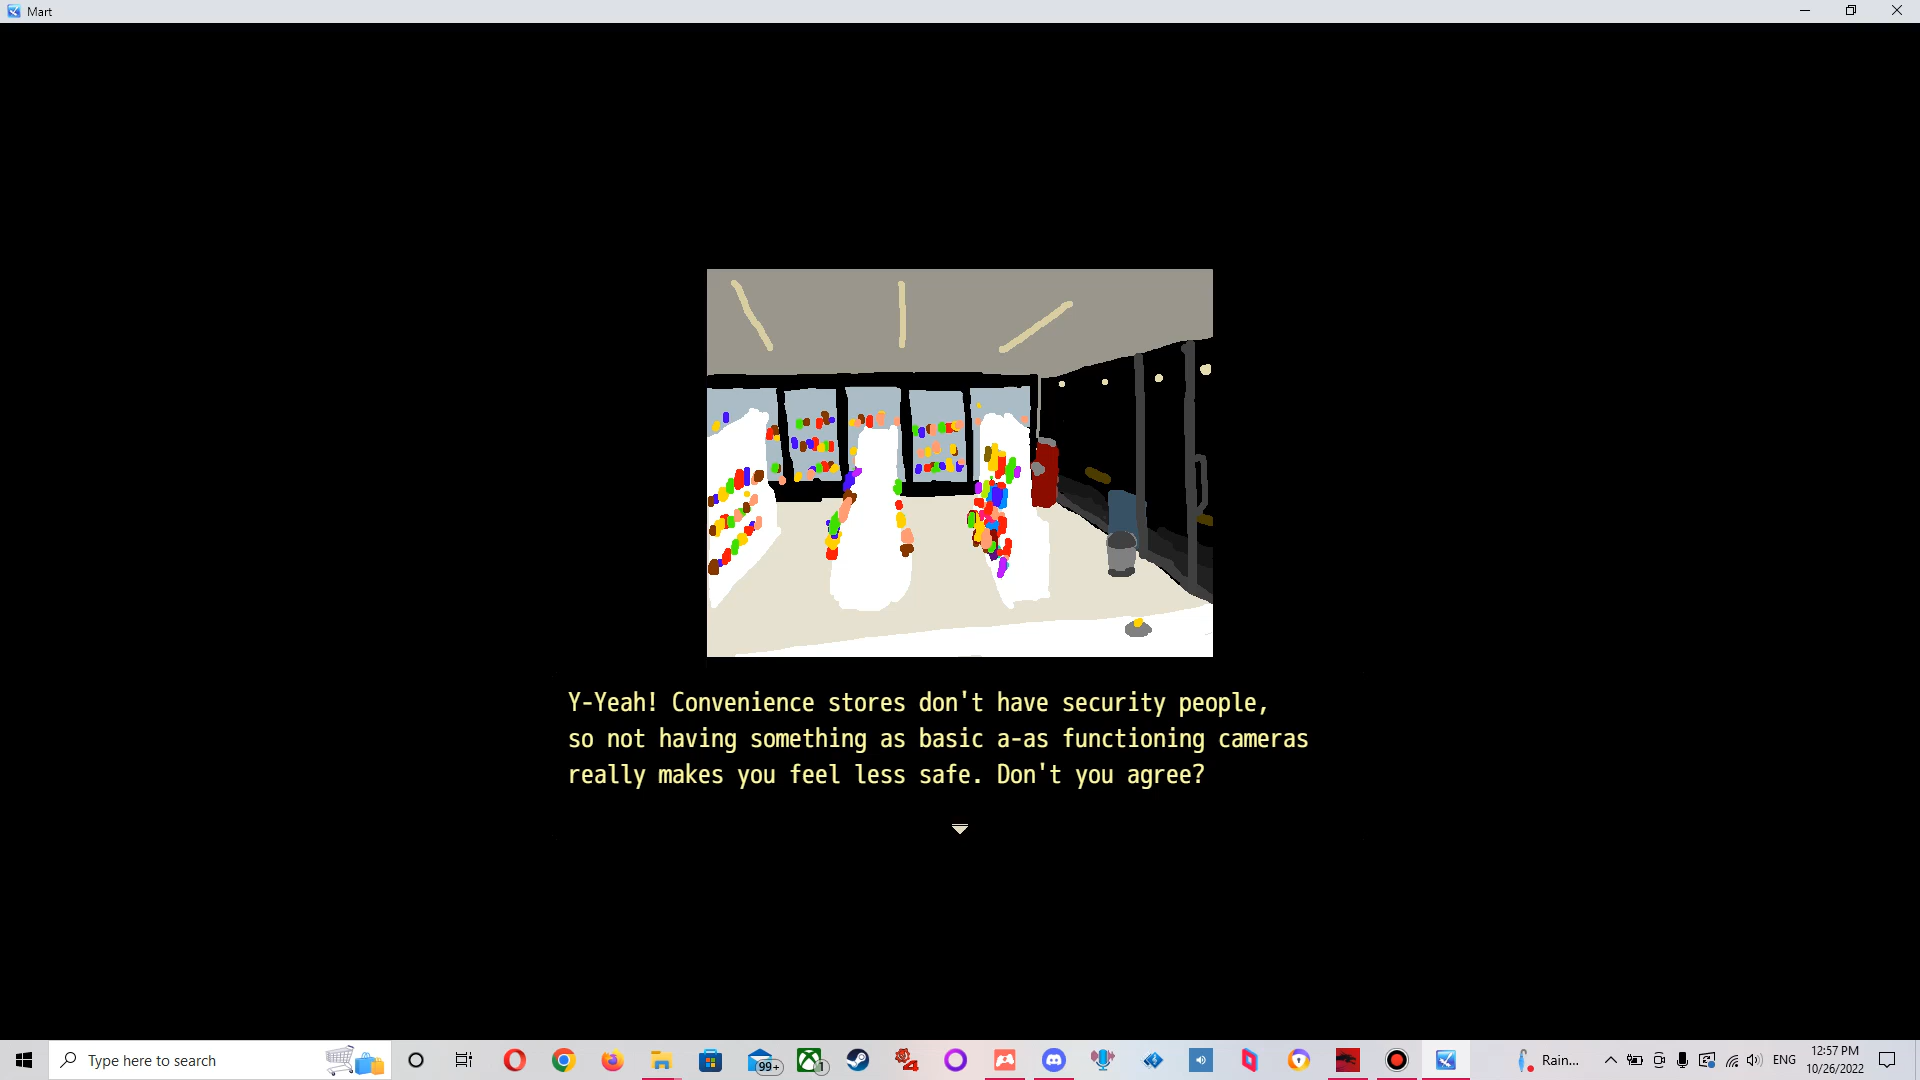 Mart
Y-Yeah! Convenience stores don't have security people,
so not having something as basic a-as functioning cameras
really makes you feel less safe. Don't you agree?
Type here to search
99+
1
4
Rain...
ENG
12:57 PM
10/26/2022